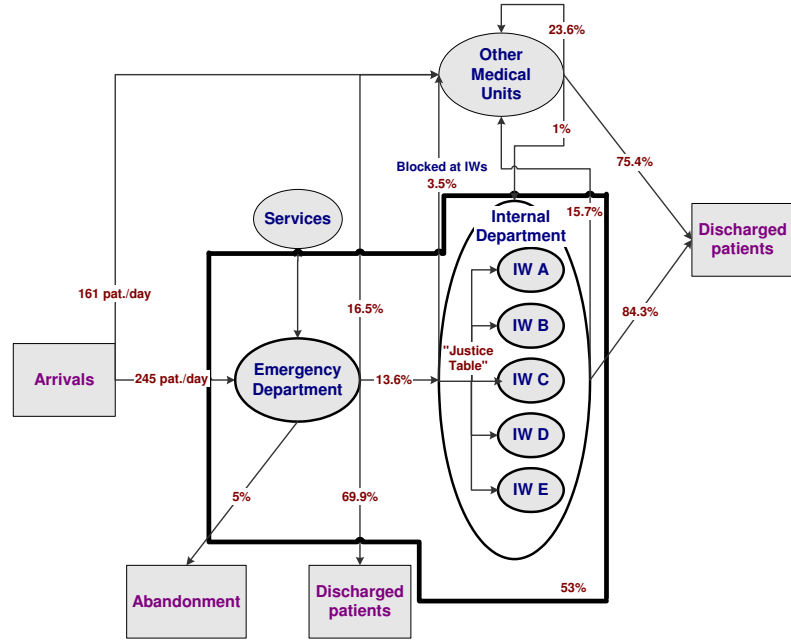 23.6%
Other
Medical
Units
1%
Blocked at IWs
3.5%
75.4%
Services
Internal
Department
15.7%
Discharged
patients
IW A
161 pat./day
16.5%
IW B
84.3%
"Justice
Table"
Arrivals
245 pat./day
Emergency
Department
13.6%
IW C
IW D
5%
69.9%
IW E
Abandonment
Discharged
patients
53%